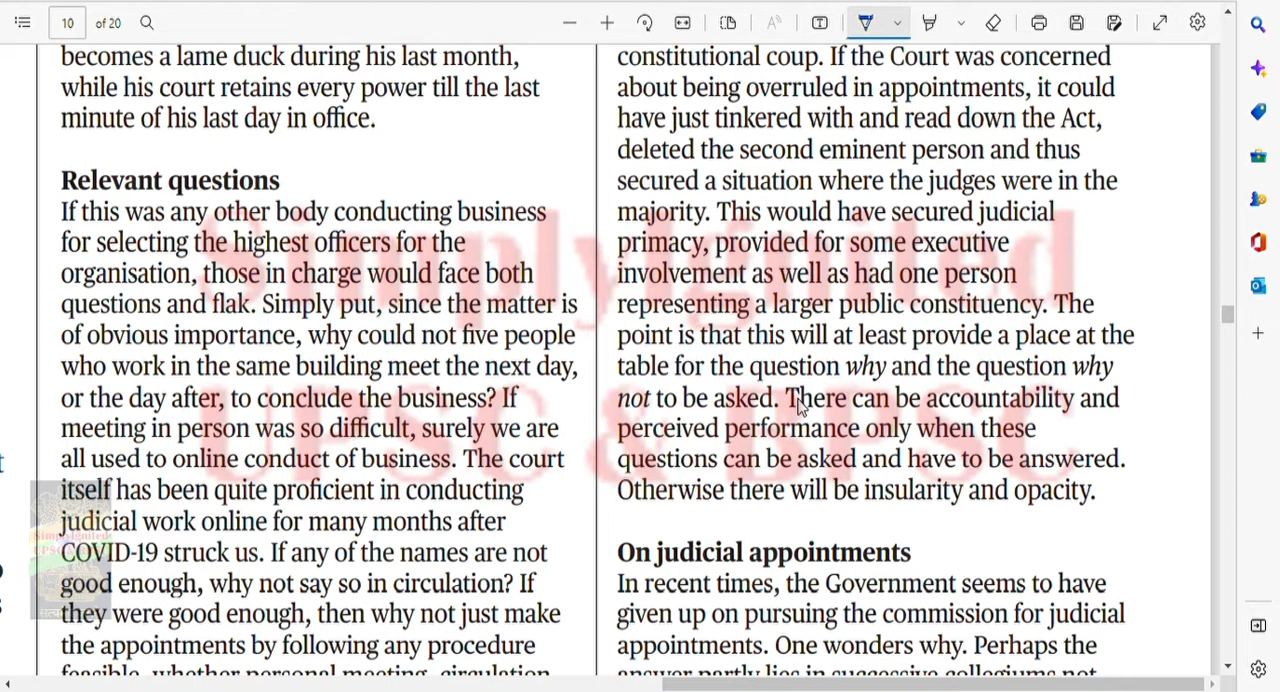 10 of 20
becomes a lame duck during his last month,
while his court retains every power till the last
minute of his last day in office.
Relevant questions
If this was any other body conducting business
for selecting the highest officers for the
organisation, those in charge would face both
questions and flak. Simply put, since the matter is
of obvious importance, why could not five people
who work in the same building meet the next day,
or the day after, to conclude the business? If
meeting in person was so difficult, surely we are
all used to online conduct of business. The court
itself has been quite proficient in conducting
judicial work online for many months after
COVID-19 struck us. If any of the names are not
good enough, why not say so in circulation? If
they were good enough, then why not just make
the appointments by following any procedure
feasible, whether personal meeting, circulation
constitutional coup. If the Court was concerned
about being overruled in appointments, it could
have just tinkered with and read down the Act,
deleted the second eminent person and thus
secured a situation where the judges were in the
majority. This would have secured judicial
primacy, provided for some executive
involvement as well as had one person
representing a larger public constituency. The
point is that this will at least provide a place at the
table for the question why and the question why
not to be asked. There can be accountability and
perceived performance only when these
questions can be asked and have to be answered.
Otherwise there will be insularity and opacity.
On judicial appointments
In recent times, the Government seems to have
given up on pursuing the commission for judicial
appointments. One wonders why. Perhaps the
answer partly lies in successive collegiums not
SimplyIgnited
UPSC & BPSC